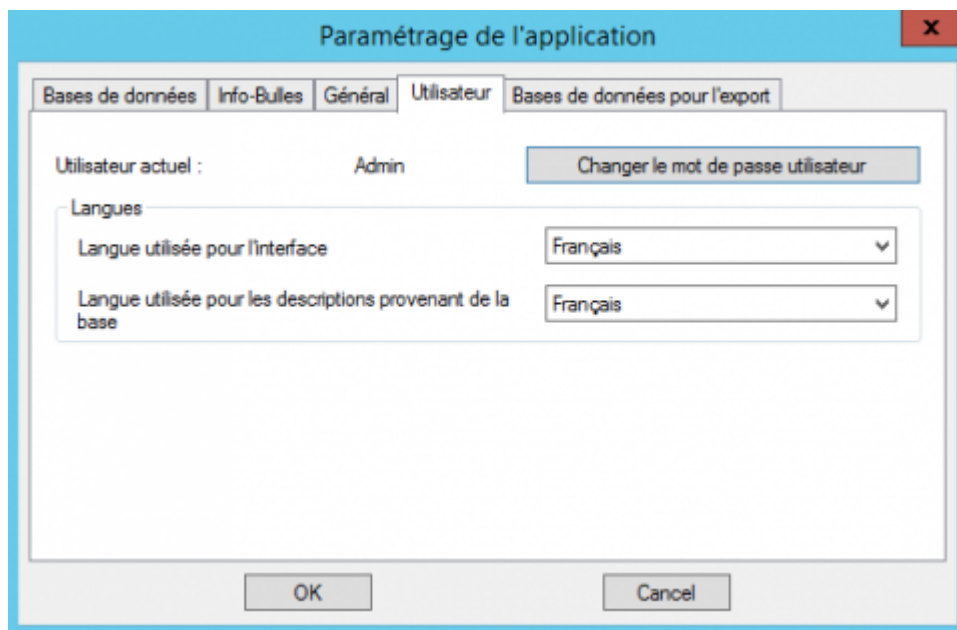 Paramétrage de l'application
x
Bases de données Info-Bulles Général Utilisateur Bases de données pour l'export
Utilisateur actuel : Admin Changer le mot de passe utilisateur
Langues
Langue utilisée pour l'interface Français
Langue utilisée pour les descriptions provenant de la
base
Français
OK Cancel